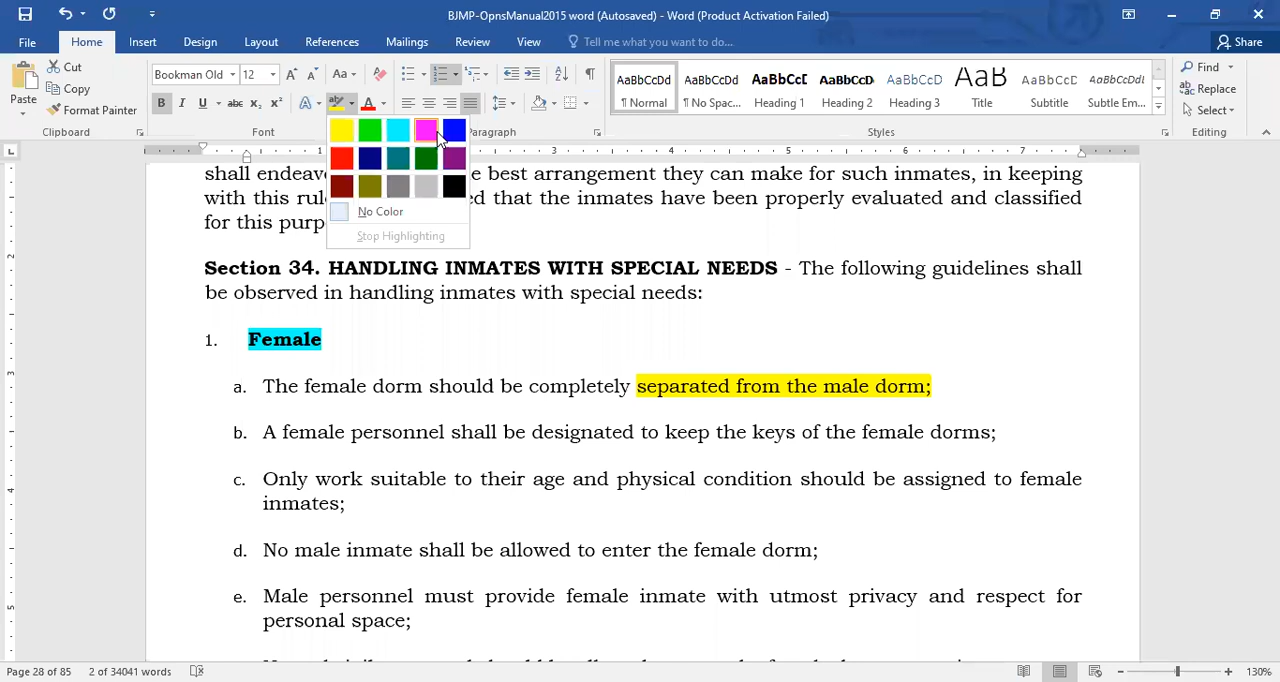 BJMP-OpnsManual2015 word (Autosaved) - Word (Product Activation Failed)
File Home Insert Design Layout References Mailings Review View Tell me what you want to do... Share
Paste
Cut
Copy
Format Painter
Clipboard
Bookman Old 12
Font
Paragraph
AaBbCcDd AaBbCcDd AaBbCcI AaBbCcI AaBbCcDd AaB AaBbCcD AaBbCcDdI
¶ Normal ¶ No Spac... Heading 1 Heading 2 Heading 3 Title Subtitle Subtle Em...
Styles
Find
Replace
Select
Editing
No Color
Stop Highlighting
shall endeav e best arrangement they can make for such inmates, in keeping
with this rul ed that the inmates have been properly evaluated and classified
for this purp
Section 34. HANDLING INMATES WITH SPECIAL NEEDS - The following guidelines shall
be observed in handling inmates with special needs:
1. Female
a. The female dorm should be completely separated from the male dorm;
b. A female personnel shall be designated to keep the keys of the female dorms;
c. Only work suitable to their age and physical condition should be assigned to female
inmates;
d. No male inmate shall be allowed to enter the female dorm;
e. Male personnel must provide female inmate with utmost privacy and respect for
personal space;
Page 28 of 85 2 of 34041 words 130%